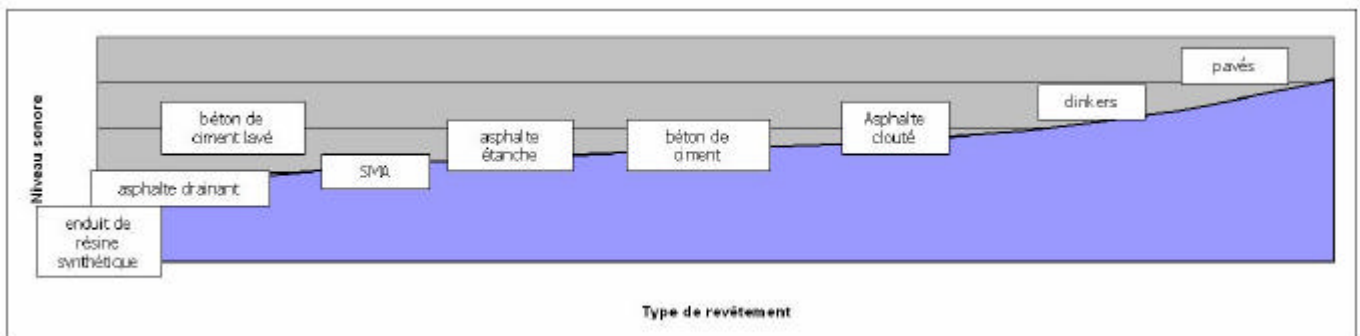 Niveau sonore
pavés
clinkers
béton de
ciment lavé
Asphalte
clouté
asphalte
étanche
béton de
ciment
SMA
asphalte drainant
enduit de
résine
synthétique
Type de revêtement